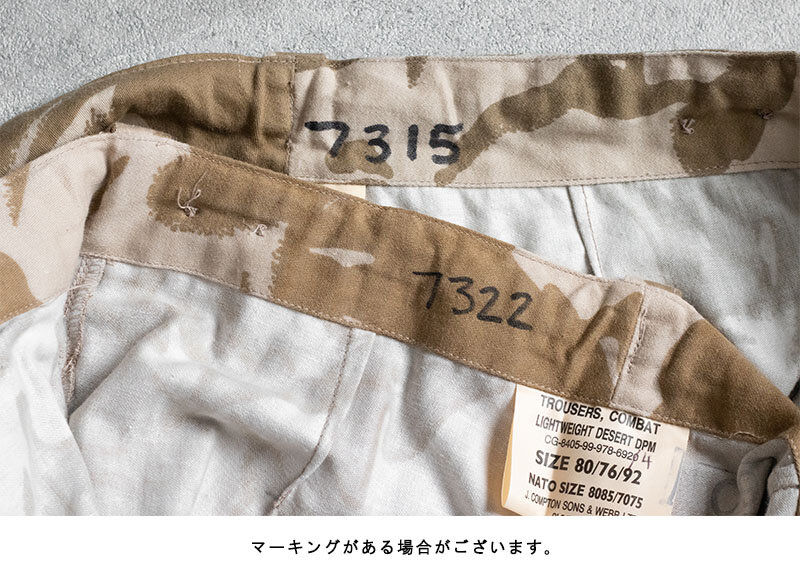 7315
7322
TROUSERS, COMBAT
LIGHTWEIGHT DESERT DPM
CG-8405-99-978-6920
4
SIZE 80/76/92
NATO SIZE 8085/7075
J. COMPTON SONS & WEBB
マーキングがある場合がございます。